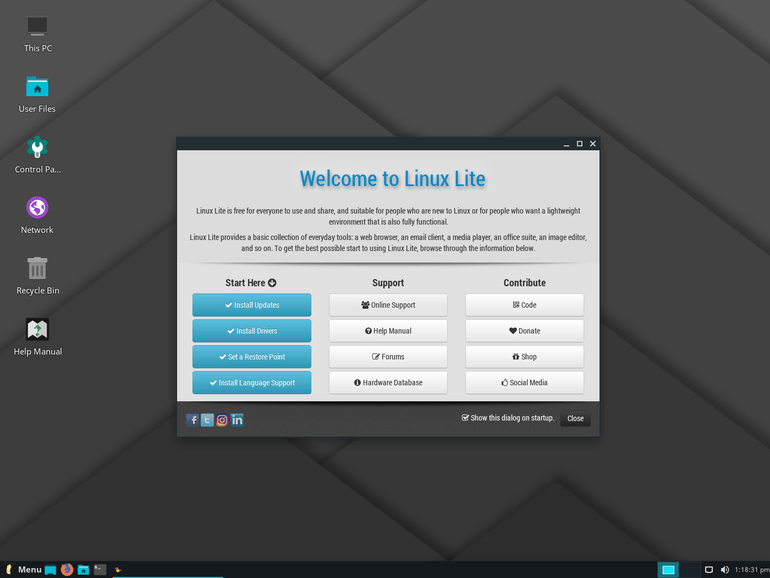 This PC
User Files
Control Pa...
Network
Recycle Bin
Help Manual
Welcome to Linux Lite
Linux Lite is free for everyone to use and share, and suitable for people who are new to Linux or for people who want a lightweight
environment that is also fully functional.
Linux Lite provides a basic collection of everyday tools: a web browser, an email client, a media player, an office suite, an image editor,
and so on. To get the best possible start to using Linux Lite, browse through the information below.
Start Here
Support
Contribute
Install Updates
Online Support
Code
Install Drivers
Help Manual
Donate
Set a Restore Point
Forums
Shop
Install Language Support
Hardware Database
Social Media
Show this dialog on startup.
Close
Menu
1:18:31 pm